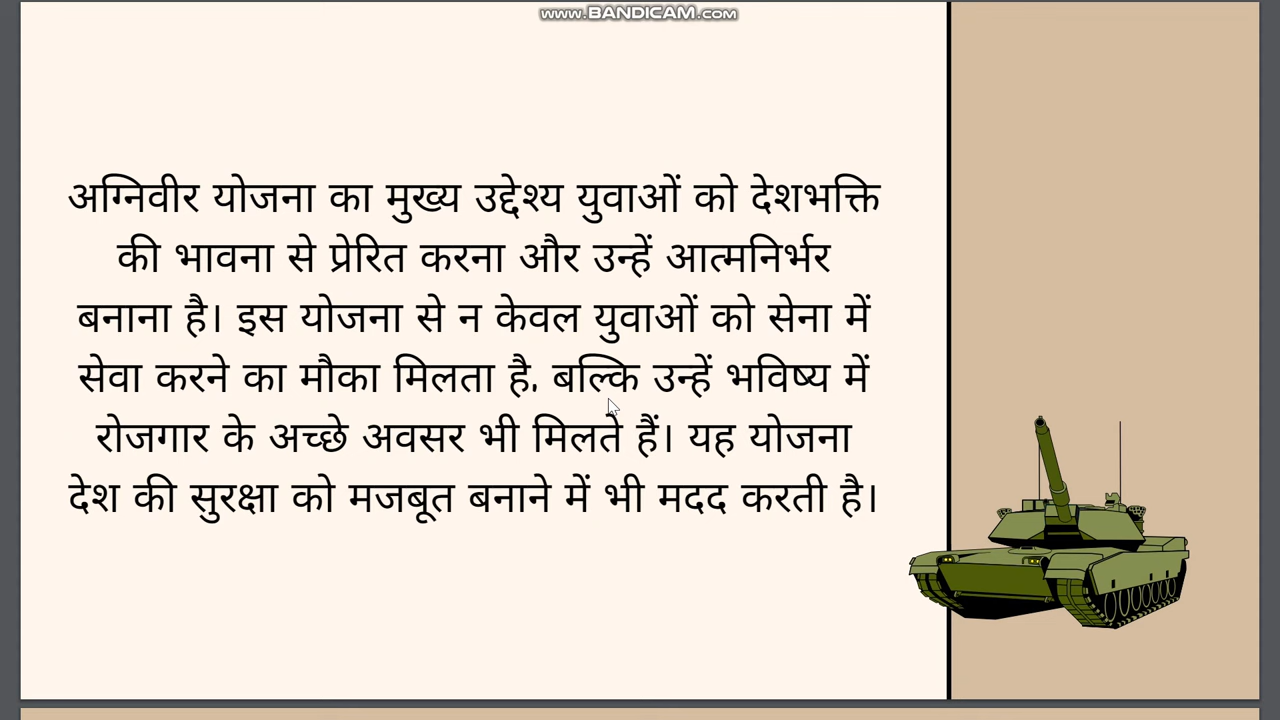 www.BANDICAM.com
अग्निवीर योजना का मुख्य उद्देश्य युवाओं को देशभक्ति
की भावना से प्रेरित करना और उन्हें आत्मनिर्भर
बनाना है। इस योजना से न केवल युवाओं को सेना में
सेवा करने का मौका मिलता है, बल्कि उन्हें भविष्य में
रोजगार के अच्छे अवसर भी मिलते हैं। यह योजना
देश की सुरक्षा को मजबूत बनाने में भी मदद करती है।